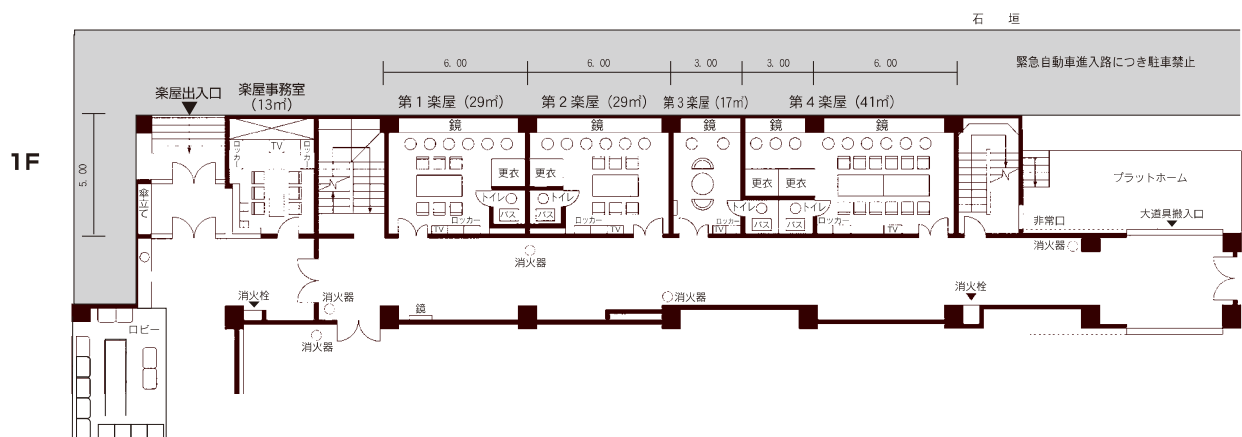 石 垣
緊急自動車進入路につき駐車禁止
6.00
6.00
3.00
3.00
6.00
楽屋出入口
楽屋事務室
(13㎡)
第1楽屋(29㎡)
第2楽屋(29㎡)
第3楽屋(17㎡)
第4楽屋(41㎡)
1F
5.00
鏡
鏡
鏡
鏡
鏡
ロッカー
TV
ロッカー
更衣
更衣
更衣
更衣
プラットホーム
傘立て
トイレ
トイレ
トイレ
トイレ
バス
バス
バス
バス
ロッカー
TV
ロッカー
TV
ロッカー
TV
ロッカー
TV
非常口
大道具搬入口
消火器
消火器
消火栓
消火器
鏡
消火器
消火栓
ロビー
消火器